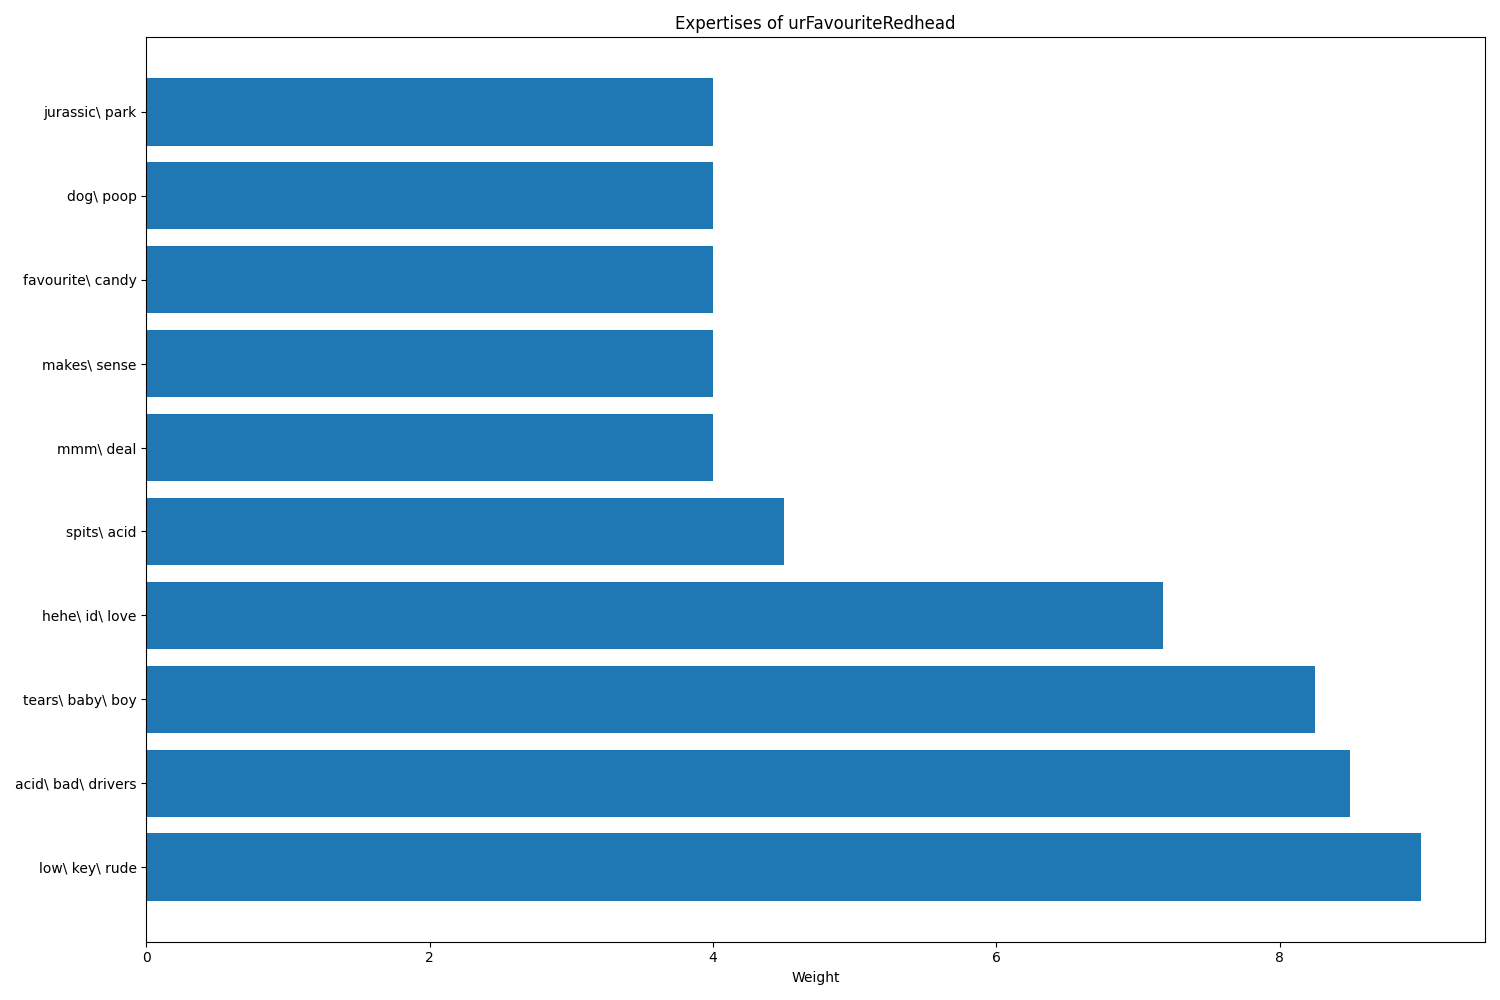 Expertises of urFavouriteRedhead
jurassic\ park
dog\ poop
favourite\ candy
makes\ sense
mmm\ deal
spits\ acid
hehe\ id\ love
tears\ baby\ boy
acid\ bad\ drivers
low\ key\ rude
0 2 4 6 8
Weight